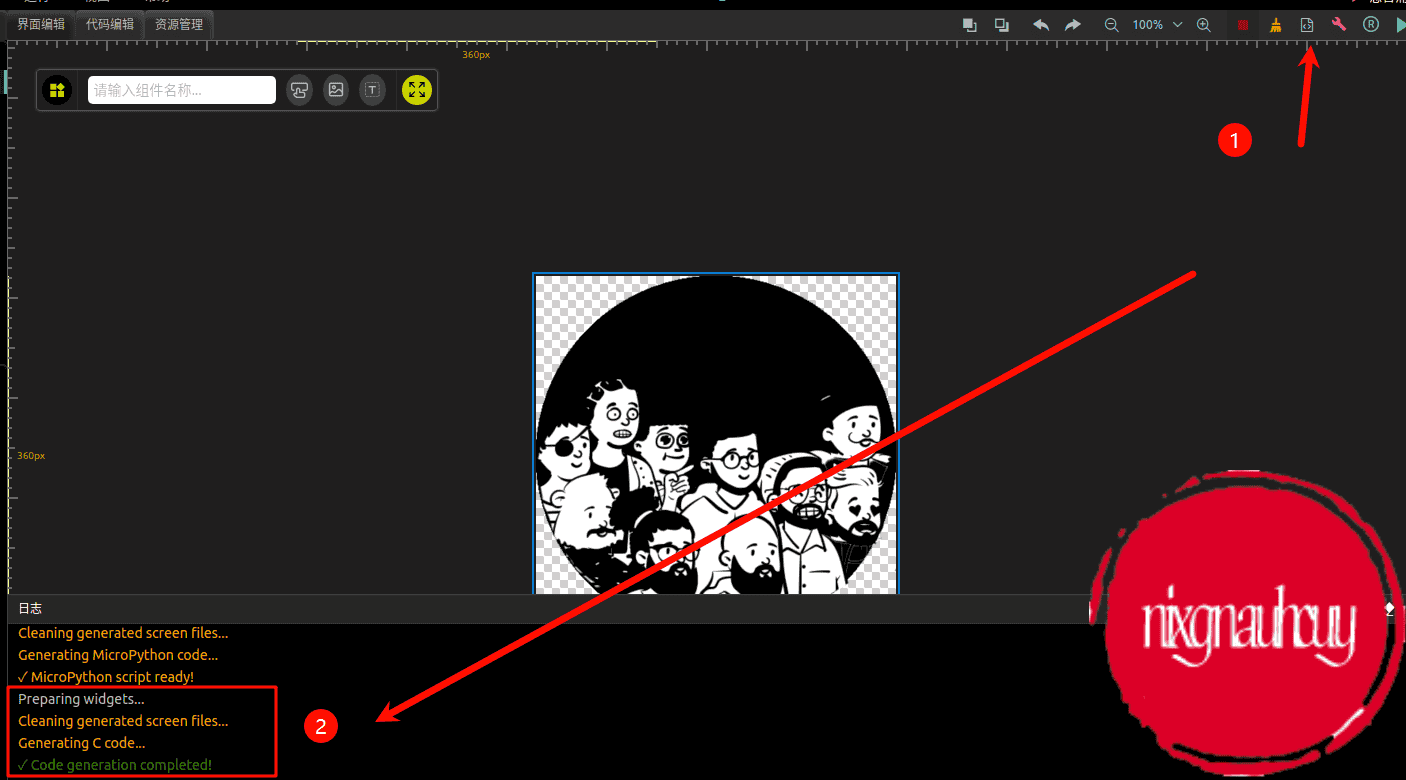 界面编辑 代码编辑 资源管理 100% R
360px
请输入组件名称... T
1
360px
日志
Cleaning generated screen files...
Generating MicroPython code...
✓ MicroPython script ready!
Preparing widgets...
Cleaning generated screen files...
Generating C code...
✓ Code generation completed!
2